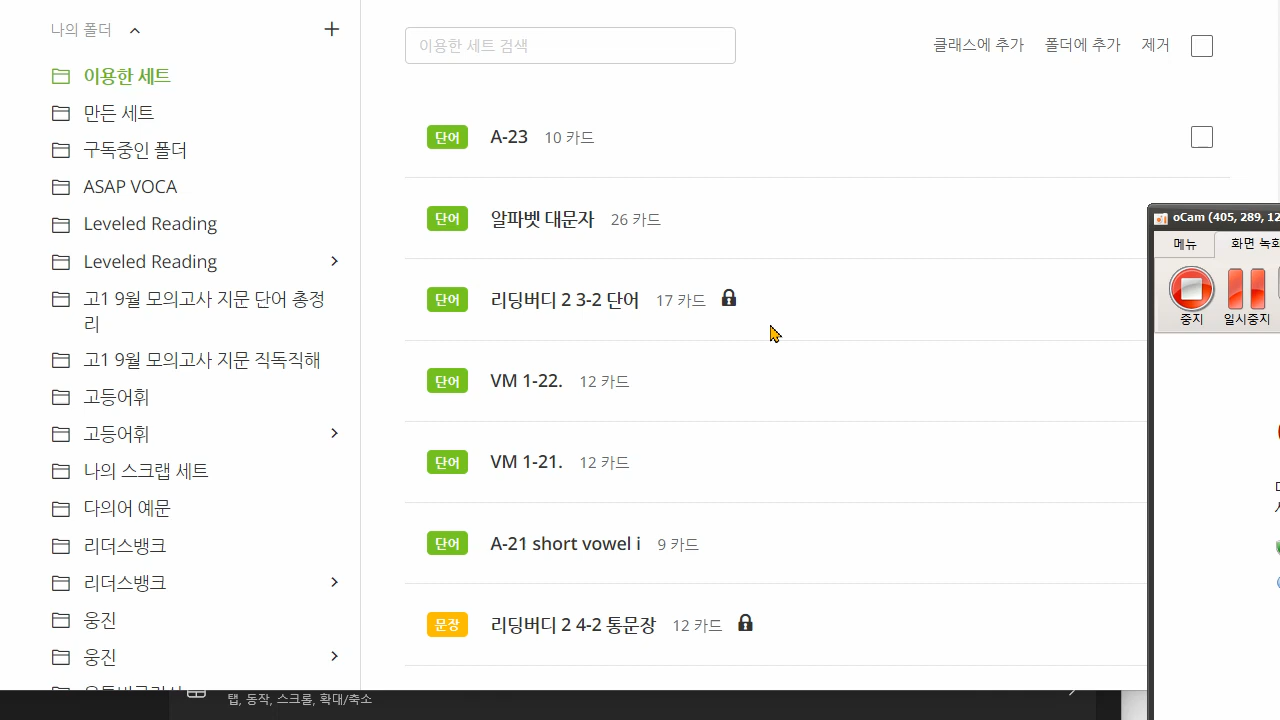 나의 폴더
이용한 세트
만든 세트
구독중인 폴더
ASAP VOCA
Leveled Reading
Leveled Reading
고1 9월 모의고사 지문 단어 총정
리
고1 9월 모의고사 지문 직독직해
고등어휘
고등어휘
나의 스크랩 세트
다의어 예문
리더스뱅크
리더스뱅크
웅진
웅진
이용한 세트 검색
클래스에 추가 폴더에 추가 제거
단어 A-23 10 카드
단어 알파벳 대문자 26 카드
단어 리딩버디 2 3-2 단어 17 카드
단어 VM 1-22. 12 카드
단어 VM 1-21. 12 카드
단어 A-21 short vowel i 9 카드
문장 리딩버디 2 4-2 통문장 12 카드
oCam (405, 289, 12
메뉴 화면 녹화
중지 일시중지
탭, 동작, 스크롤, 확대/축소